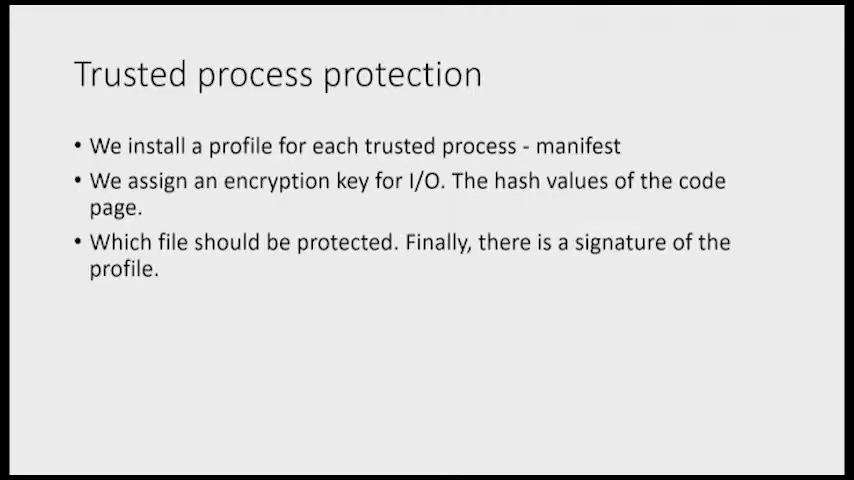 Trusted process protection
• We install a profile for each trusted process - manifest
• We assign an encryption key for I/O. The hash values of the code
page.
• Which file should be protected. Finally, there is a signature of the
profile.